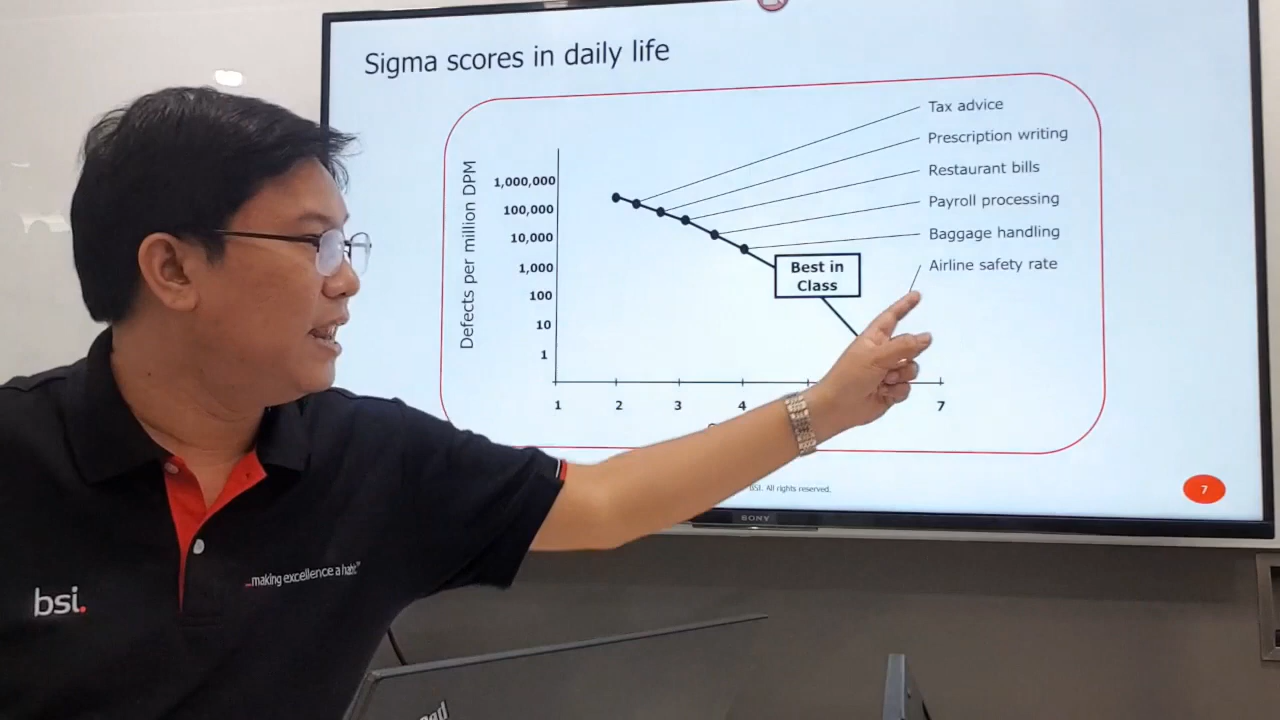 Sigma scores in daily life
Tax advice
Prescription writing
Restaurant bills
Payroll processing
Baggage handling
Airline safety rate
Defects per million DPM
1,000,000
100,000
10,000
1,000
100
10
1
Best in
Class
1 2 3 4 7
BSI. All rights reserved.
7
SONY
bsi.
...making excellence a habit.™